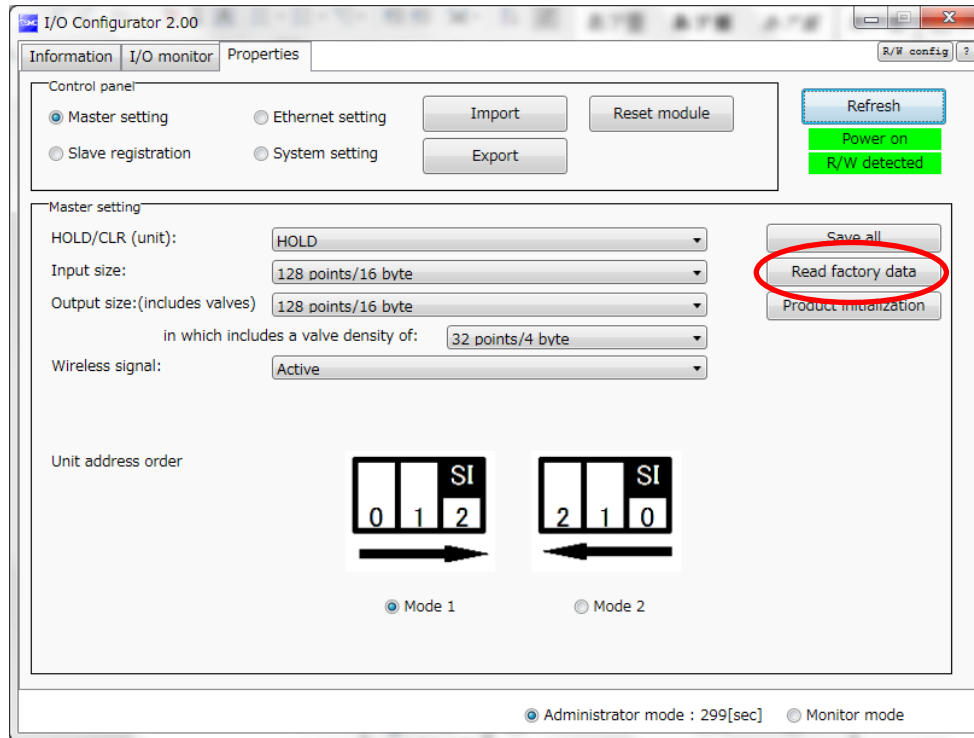 SMC I/O Configurator 2.00
Information I/O monitor Properties R/W config ?
Control panel
Master setting Ethernet setting Import Reset module Refresh
Power on
Slave registration System setting Export R/W detected
Master setting
HOLD/CLR (unit): HOLD Save all
Input size: 128 points/16 byte Read factory data
Output size:(includes valves) 128 points/16 byte Product initialization
in which includes a valve density of: 32 points/4 byte
Wireless signal: Active
Unit address order
SI SI
0 1 2 2 1 0
Mode 1 Mode 2
Administrator mode : 299[sec] Monitor mode